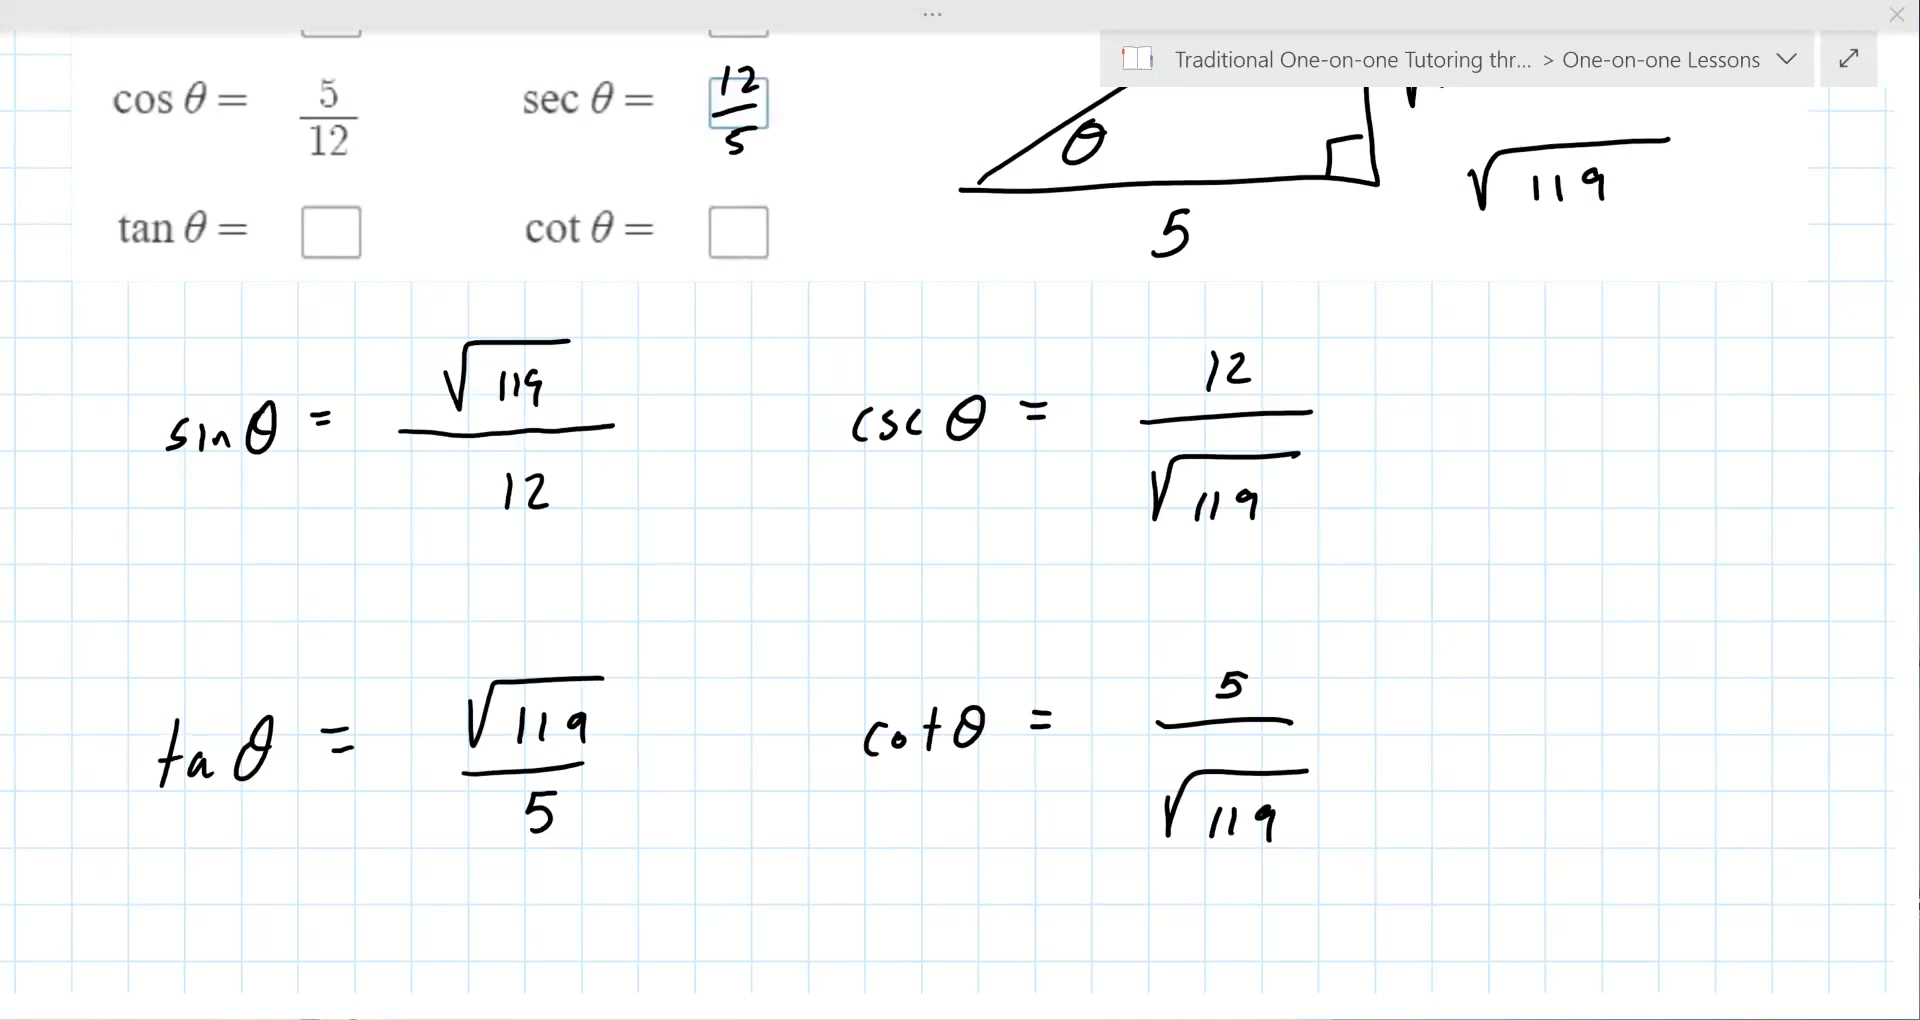 Traditional One-on-one Tutoring thr... > One-on-one Lessons
cos θ = 5/12 sec θ = 12/5
θ
√119
tan θ = cot θ =
5
sin θ = √119/12 csc θ = 12/√119
ta θ = √119/5 cot θ = 5/√119